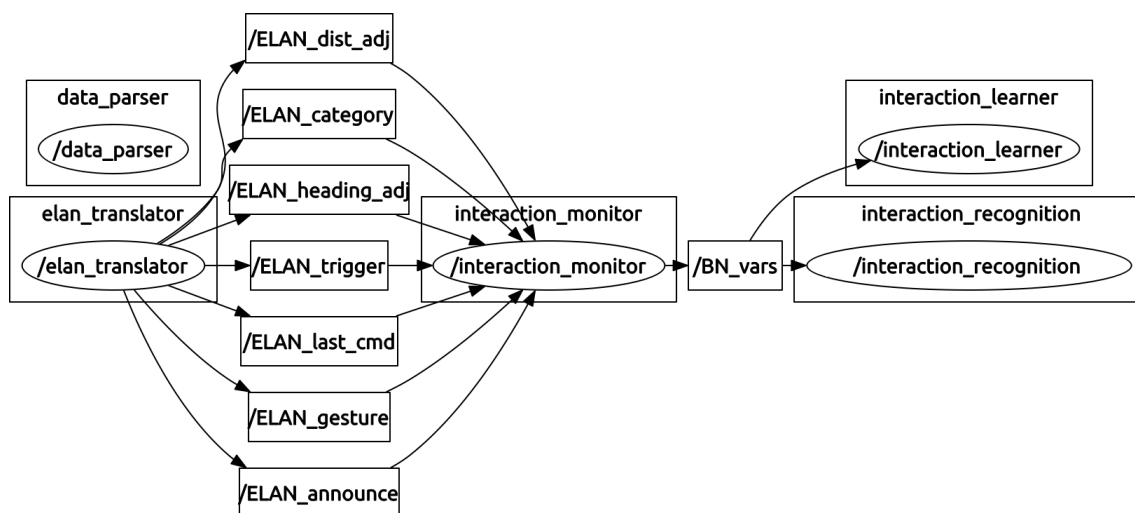 /ELAN_dist_adj
data_parser
/data_parser
/ELAN_category
interaction_learner
/interaction_learner
/ELAN_heading_adj
elan_translator
/elan_translator
/ELAN_trigger
interaction_monitor
/interaction_monitor
/BN_vars
interaction_recognition
/interaction_recognition
/ELAN_last_cmd
/ELAN_gesture
/ELAN_announce